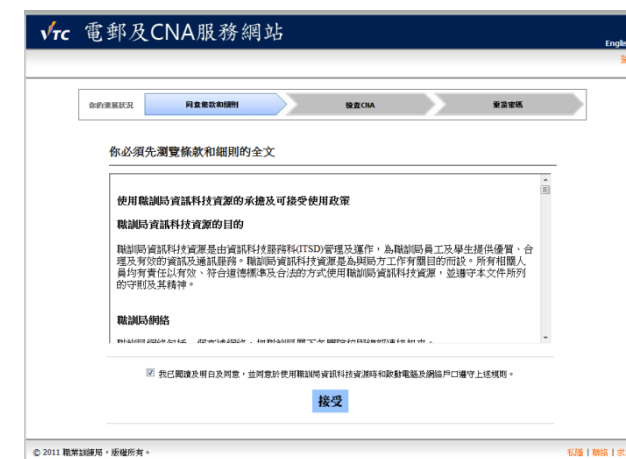 VTC 電郵及CNA服務網站
你的進展狀況 同意條款和細則 檢查CNA 重設密碼
你必須先瀏覽條款和細則的全文
使用職訓局資訊科技資源的承擔及可接受使用政策
職訓局資訊科技資源的目的
職訓局資訊科技資源是由資訊科技服務科(ITSD)管理及運作，為職訓局員工及學生提供優質、合
理及有效的資訊及通訊服務。職訓局資訊科技資源是為與局方工作有關目的而設。所有相關人
員均有責任以有效、符合道德標準及合法的方式使用職訓局資訊科技資源，並遵守本文件所列
的守則及其精神。
職訓局網絡
我已閱讀及明白及同意，並同意於使用職訓局資訊科技資源時和啟動電腦及網絡戶口遵守上述規則。
接受
© 2011 職業訓練局，版權所有。
私隱 | 聯絡 |